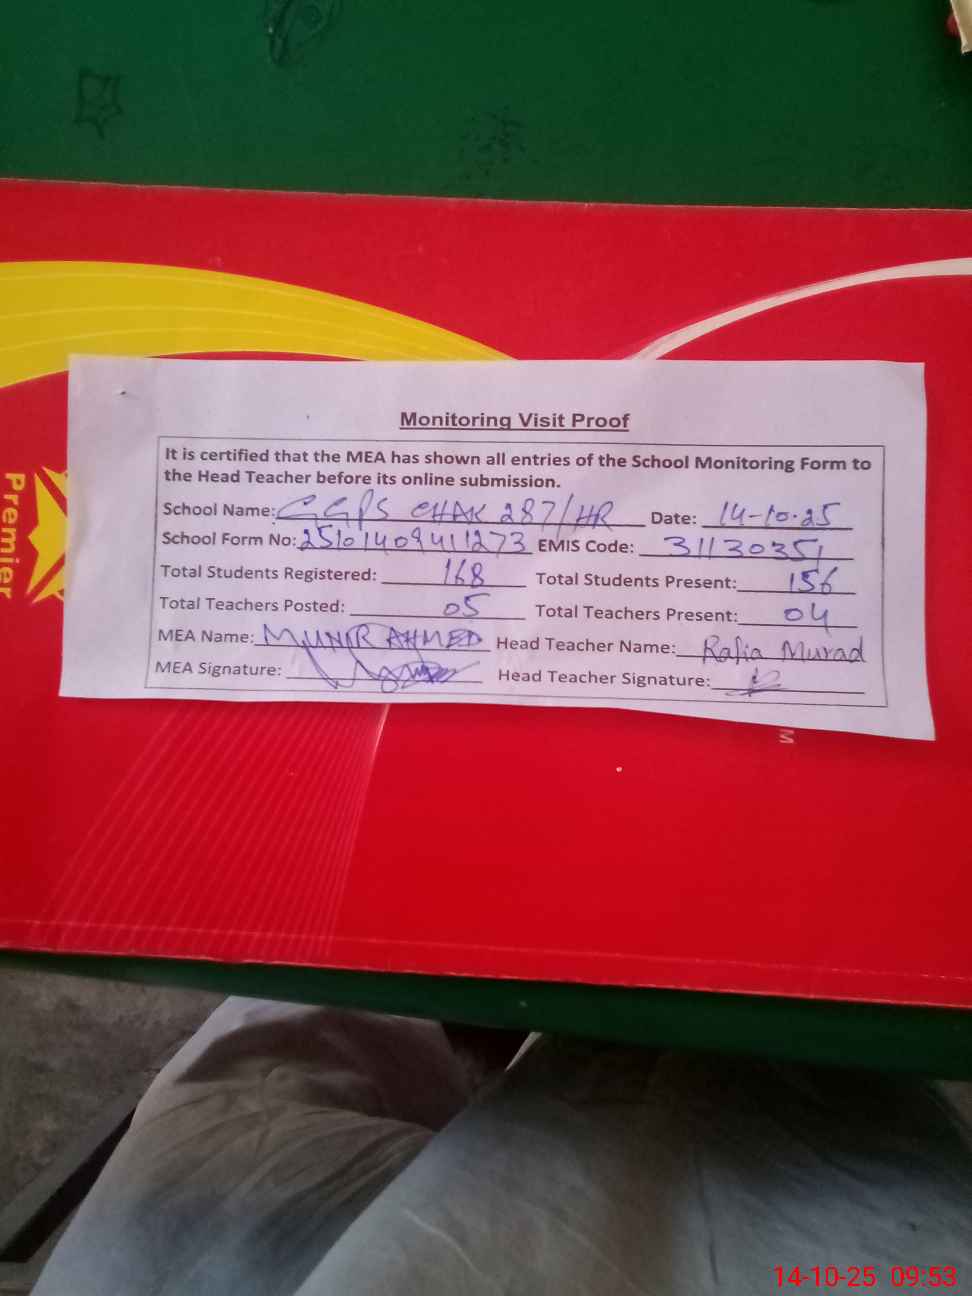 Monitoring Visit Proof
It is certified that the MEA has shown all entries of the School Monitoring Form to
the Head Teacher before its online submission.
School Name: GGPS CHAK 287/HR Date: 14-10-25
School Form No: 25101409411273 EMIS Code: 31130351
Total Students Registered: 168 Total Students Present: 156
Total Teachers Posted: 05 Total Teachers Present: 04
MEA Name: MUNIR AHMED Head Teacher Name: Rafia Murad
MEA Signature: Head Teacher Signature:
Premier
M
14-10-25 09:53